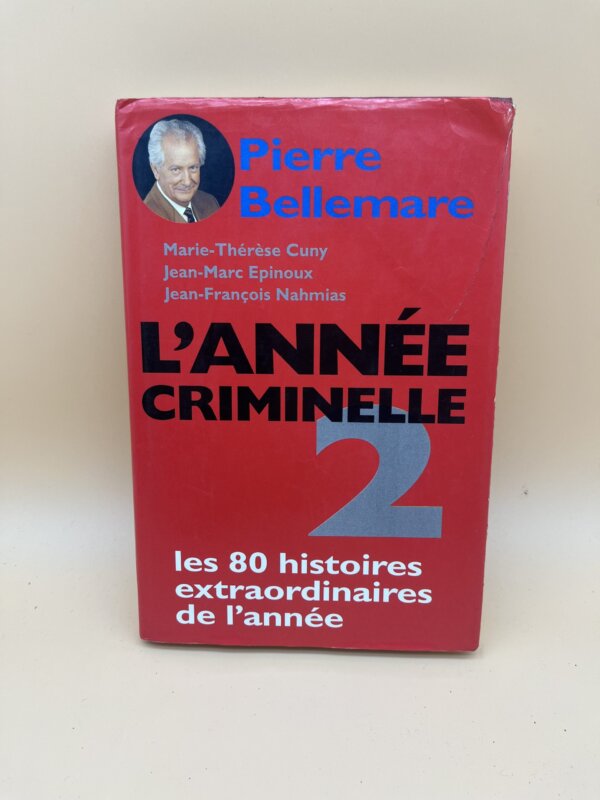 Pierre
Bellemare
Marie-Thérèse Cuny
Jean-Marc Epinoux
Jean-François Nahmias
L'ANNÉE
CRIMINELLE
2
les 80 histoires
extraordinaires
de l'année